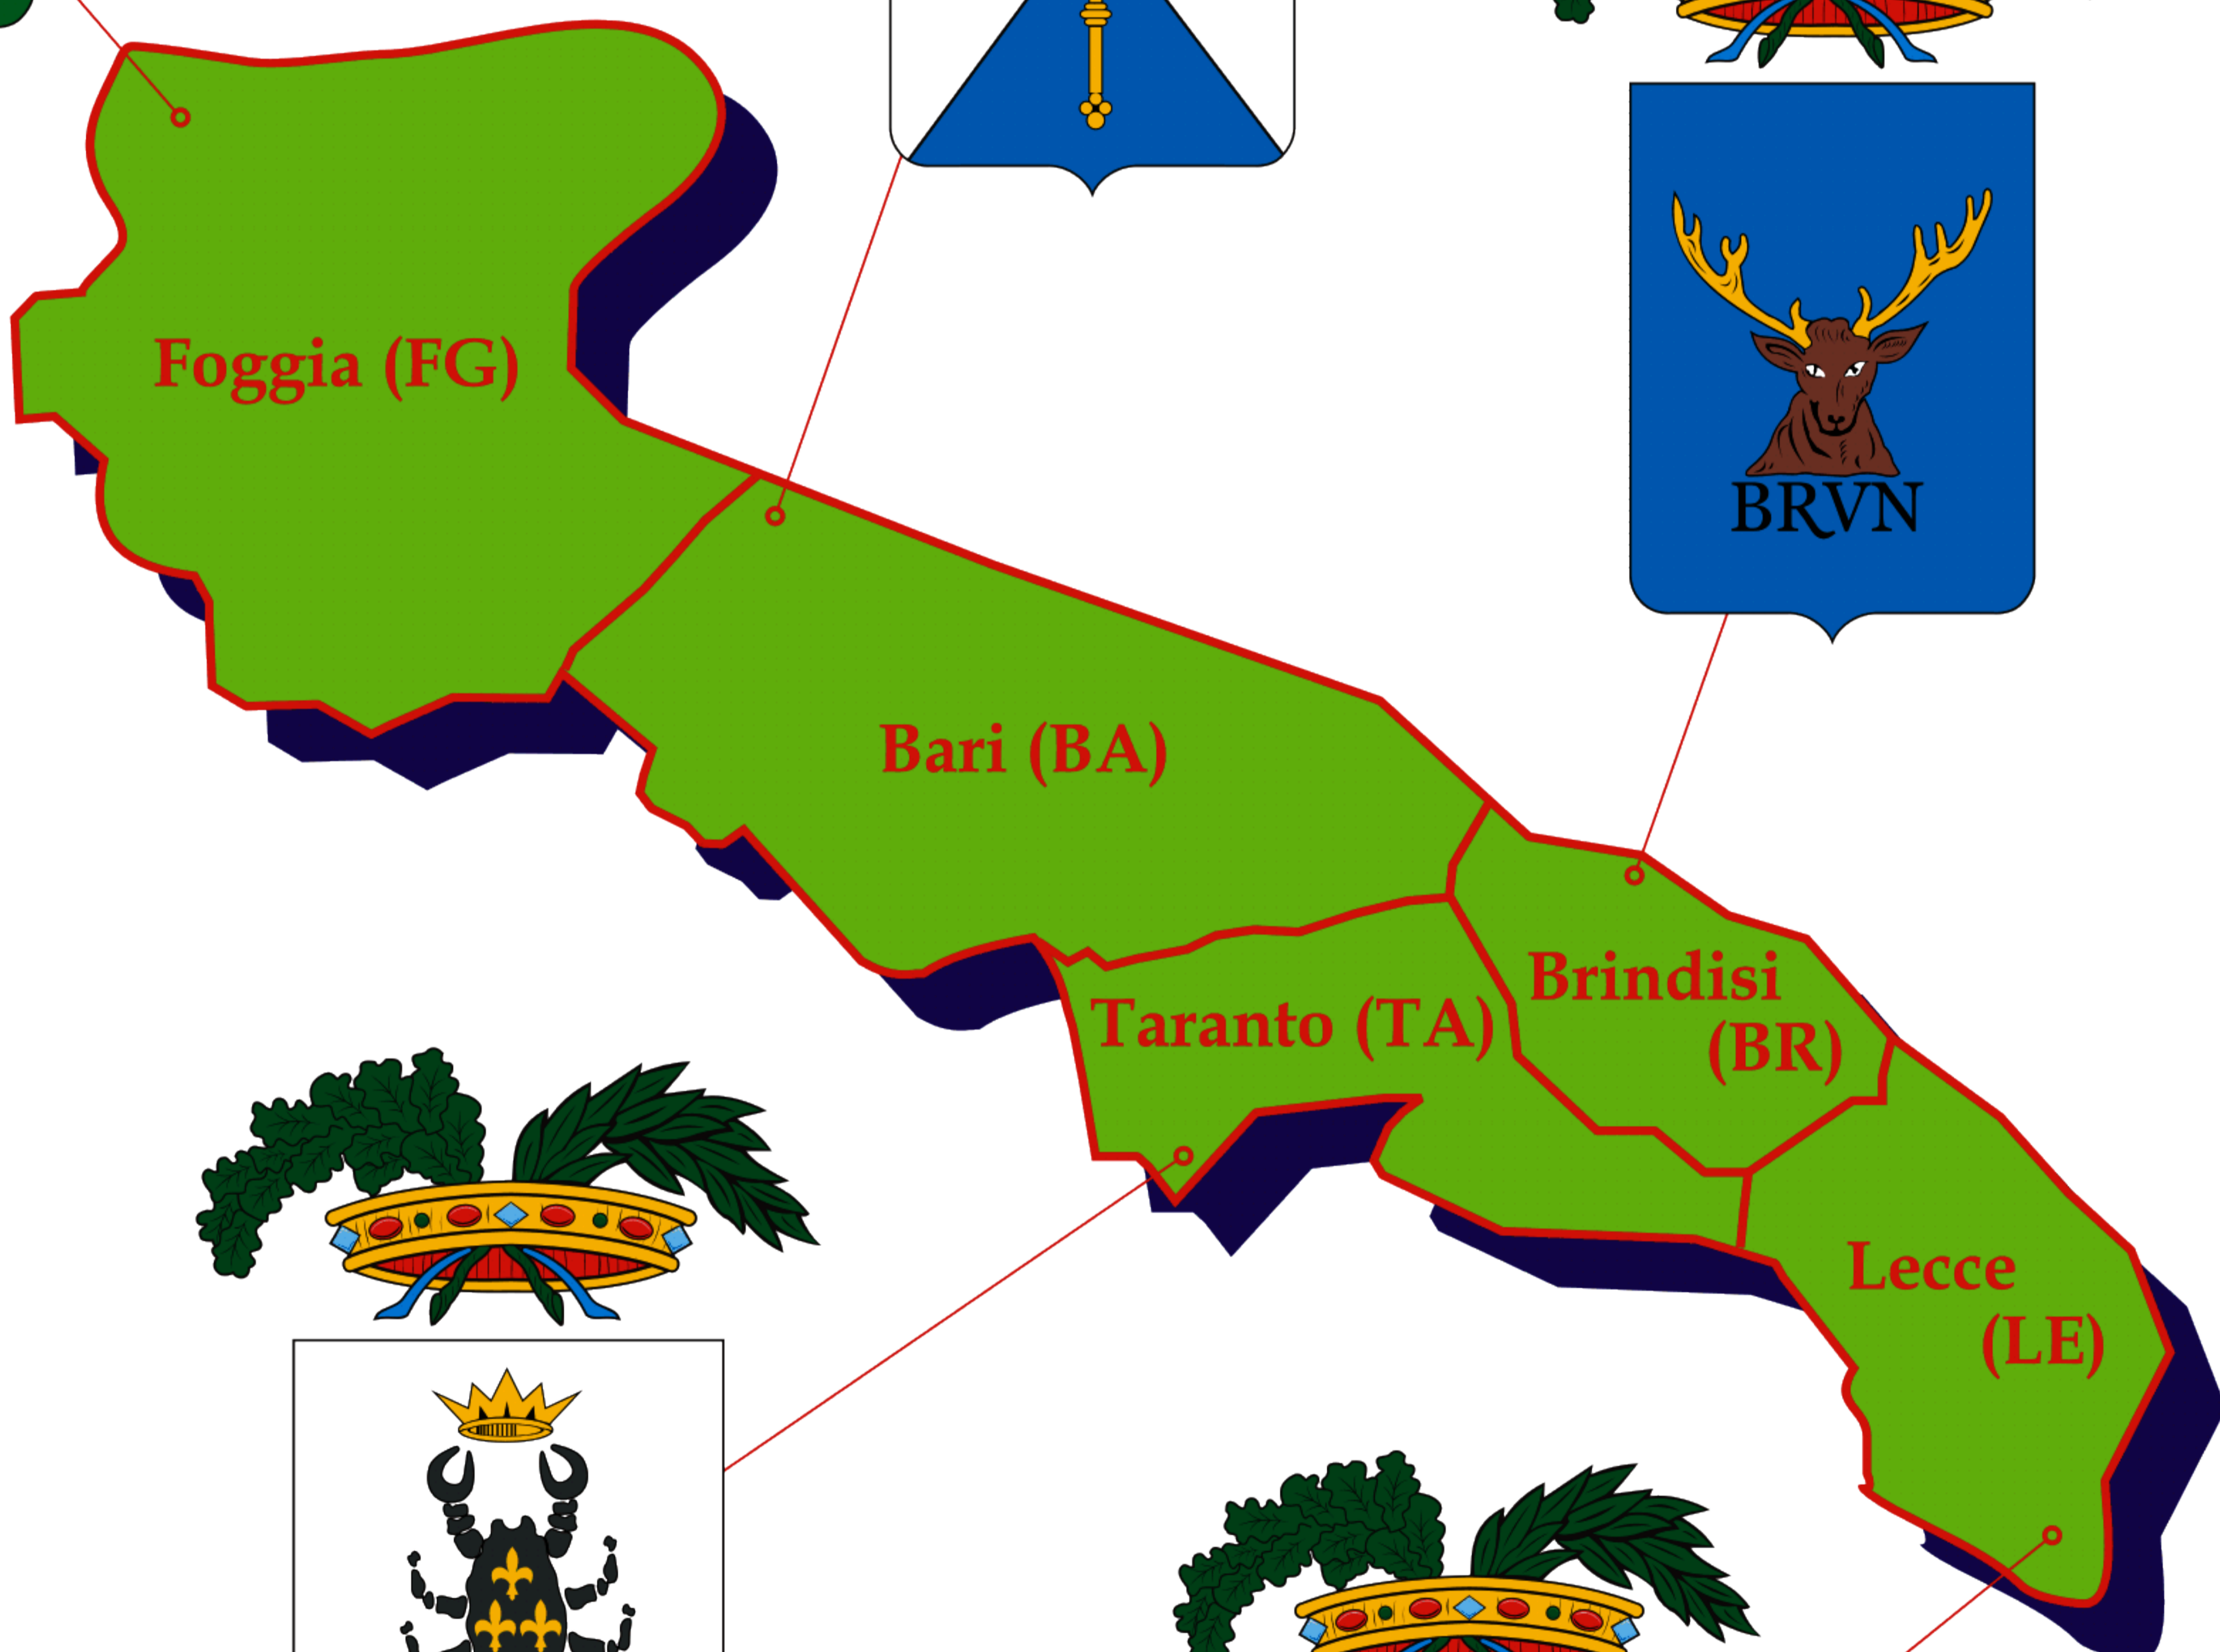 Foggia (FG)
BRVN
Bari (BA)
Brindisi
(BR)
Taranto (TA)
Lecce
(LE)